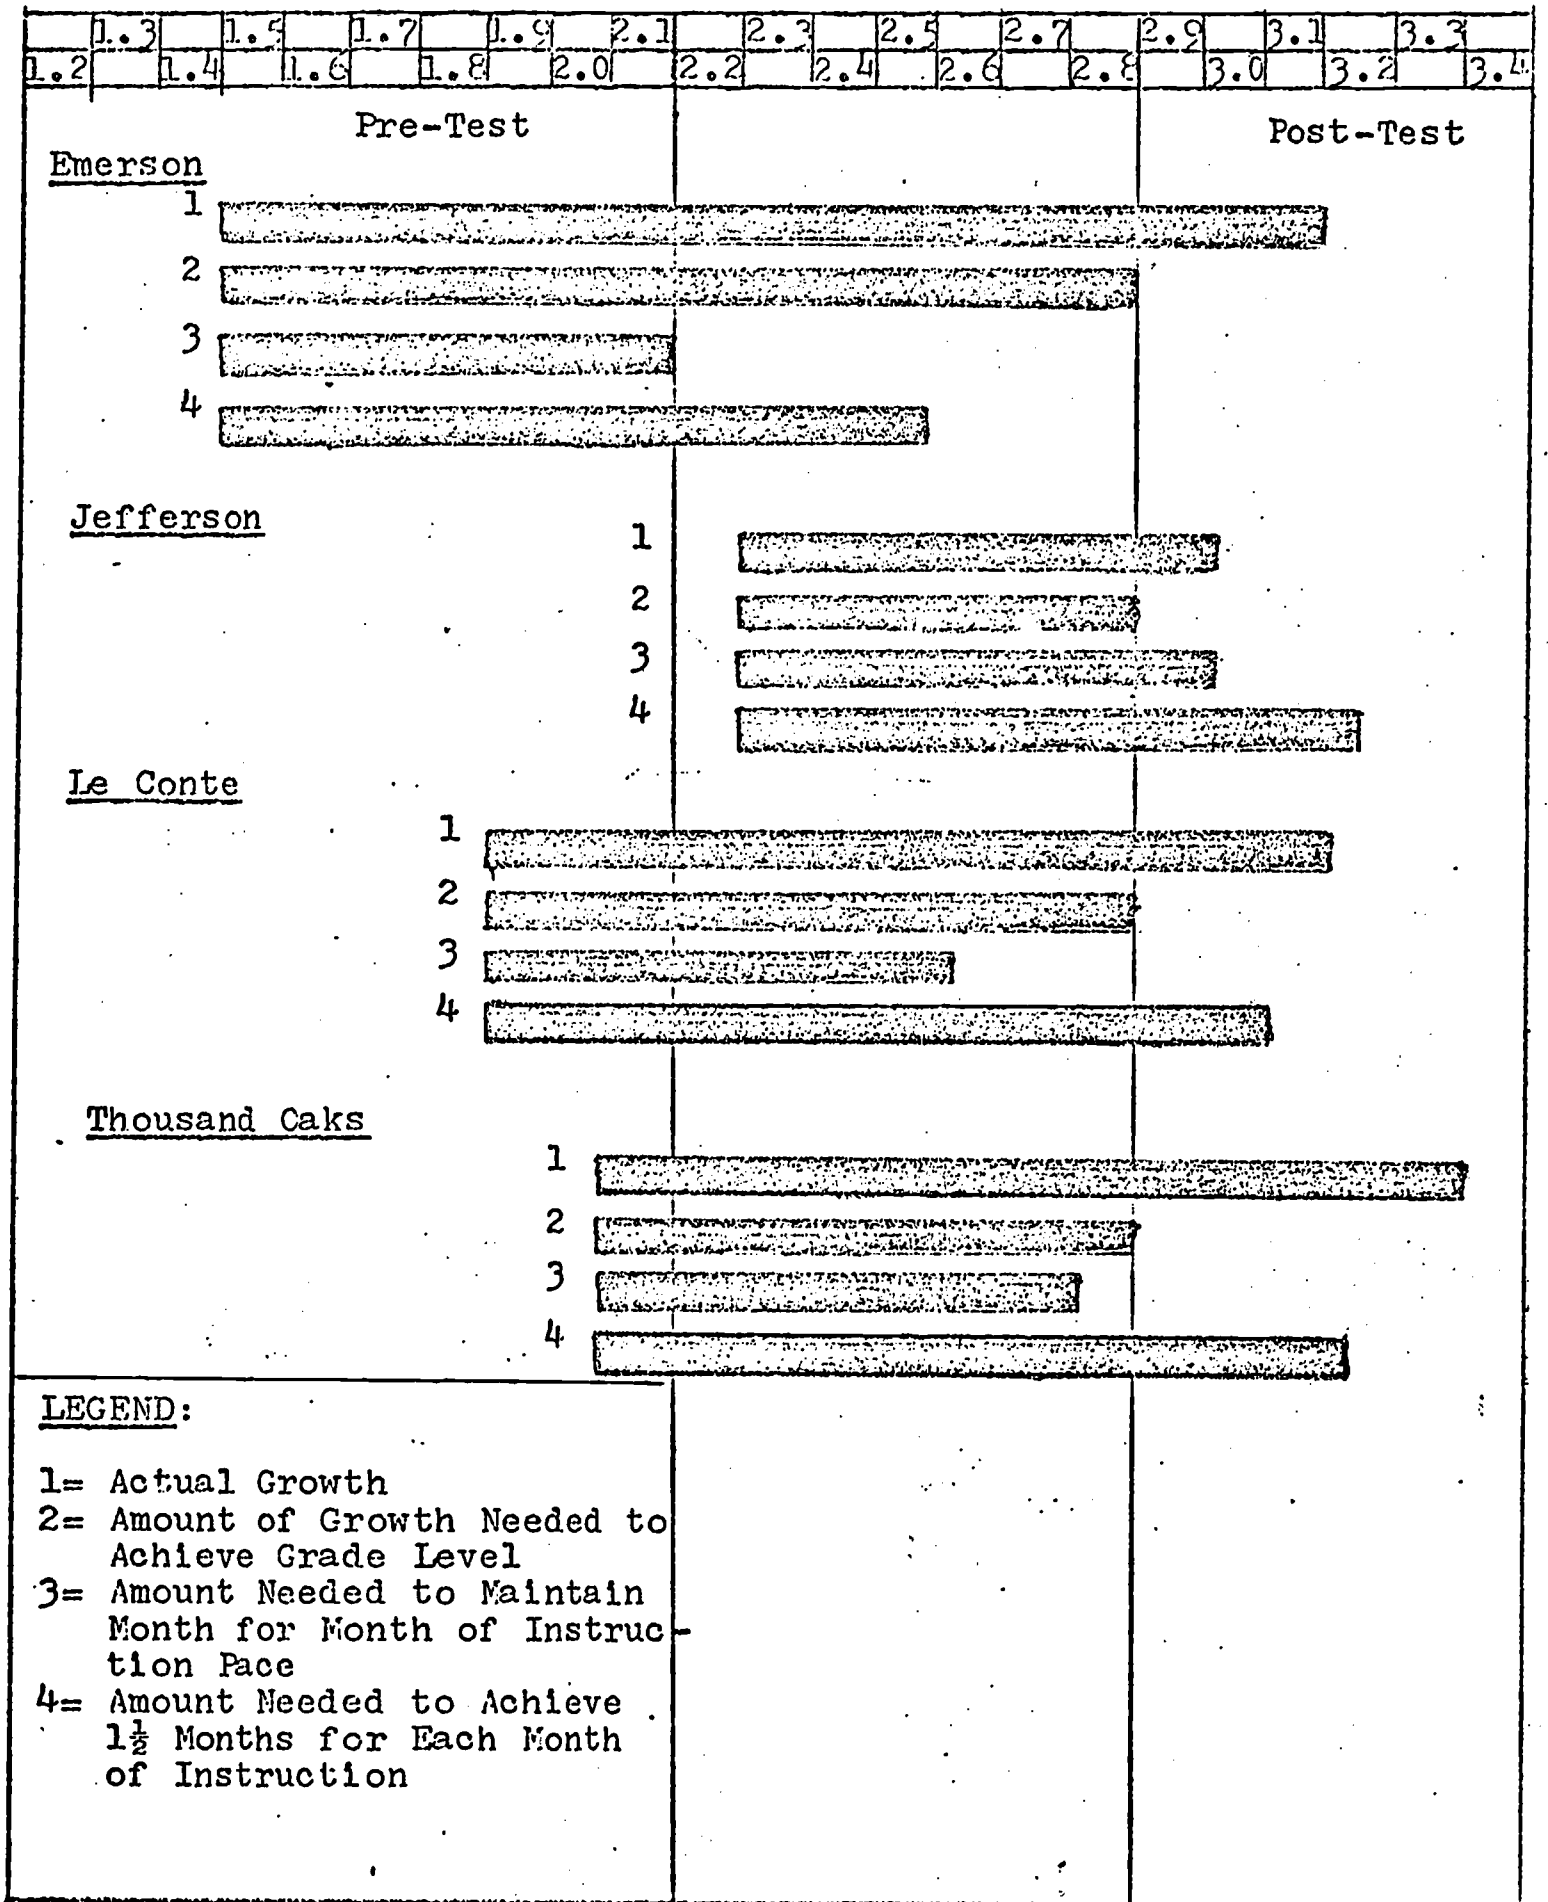 1.3 1.5 1.7 1.9 2.1 2.3 2.5 2.7 2.9 3.1 3.3
1.2 1.4 1.6 1.8 2.0 2.2 2.4 2.6 2.8 3.0 3.2 3.4
Pre-Test Post-Test
Emerson
1
2
3
4
Jefferson
1
2
3
4
Le Conte
1
2
3
4
Thousand Caks
1
2
3
4
LEGEND:
1= Actual Growth
2= Amount of Growth Needed to
Achieve Grade Level
3= Amount Needed to Maintain
Month for Month of Instruc-
tion Pace
4= Amount Needed to Achieve
1½ Months for Each Month
of Instruction